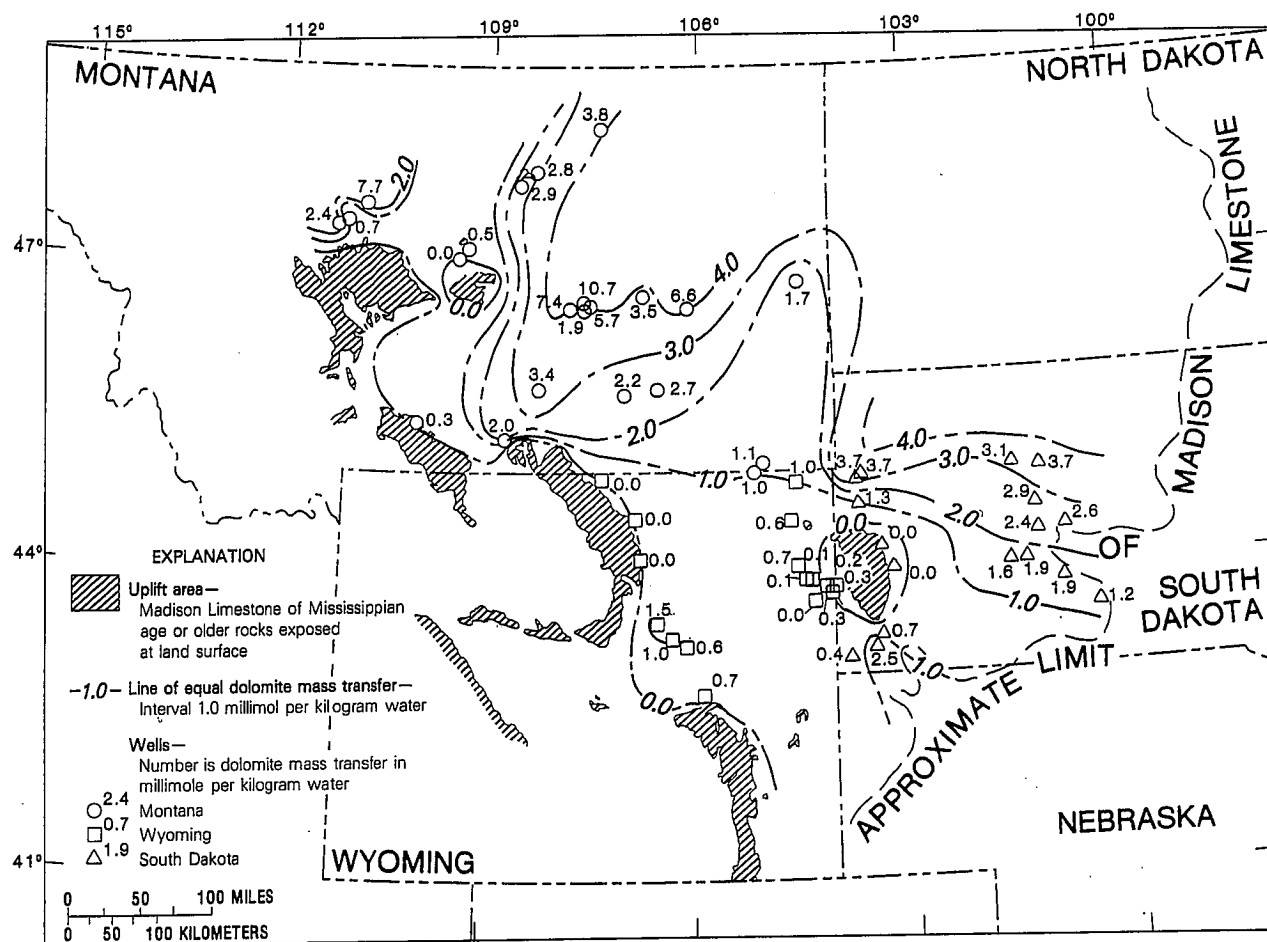 115° 112° 109° 106° 103° 100°
MONTANA
NORTH DAKOTA
3.8
2.8
2.9
2.0
7.7
2.4
0.7
LIMESTONE
47°
0.5
0.0
0.0
4.0
10.7
7.4
1.9
5.7
3.5
6.6
1.7
3.0
3.4
2.2
2.7
2.0
MADISON
0.3
2.0
4.0
1.1
1.0
1.0
1.0
3.7
3.7
3.0
3.1
3.7
0.0
1.3
2.9
2.0
2.4
2.6
0.0
0.6
0.0
0.0
44°
OF
0.0
0.7
0.1
0.2
0.1
0.3
0.0
0.3
0.0
1.6
1.9
1.9
1.2
1.0
SOUTH
DAKOTA
EXPLANATION
Uplift area—
Madison Limestone of Mississippian
age or older rocks exposed
at land surface
-1.0- Line of equal dolomite mass transfer—
Interval 1.0 millimol per kilogram water
Wells—
Number is dolomite mass transfer in
millimole per kilogram water
2.4 Montana
0.7 Wyoming
1.9 South Dakota
1.5
1.0
0.6
0.7
0.0
0.7
0.4
2.5
1.0
LIMIT
APPROXIMATE
NEBRASKA
41°
WYOMING
0 50 100 MILES
0 50 100 KILOMETERS